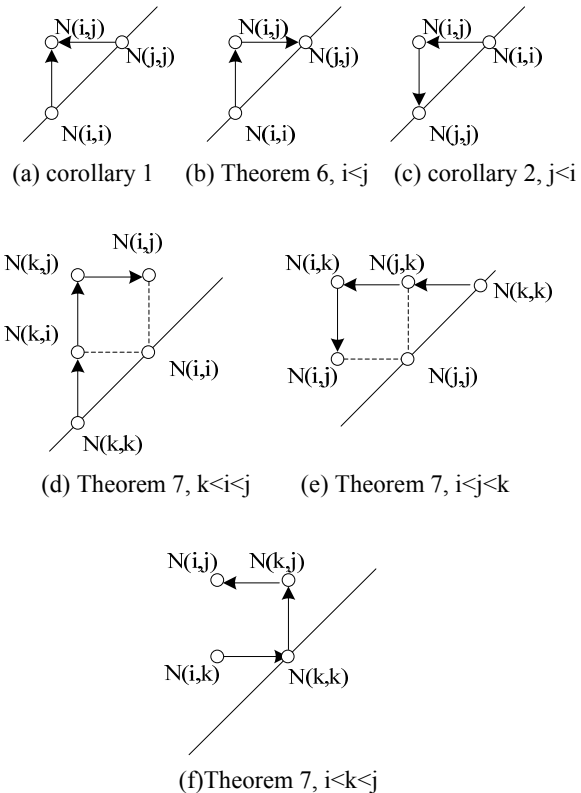 N(i,j)
N(j,j)
N(i,i)
(a) corollary 1
N(i,j)
N(j,j)
N(i,i)
(b) Theorem 6, i<j
N(i,j)
N(i,i)
N(j,j)
(c) corollary 2, j<i
N(k,j)
N(i,j)
N(k,i)
N(i,i)
N(k,k)
(d) Theorem 7, k<i<j
N(i,k)
N(j,k)
N(k,k)
N(i,j)
N(j,j)
(e) Theorem 7, i<j<k
N(i,j)
N(k,j)
N(i,k)
N(k,k)
(f)Theorem 7, i<k<j